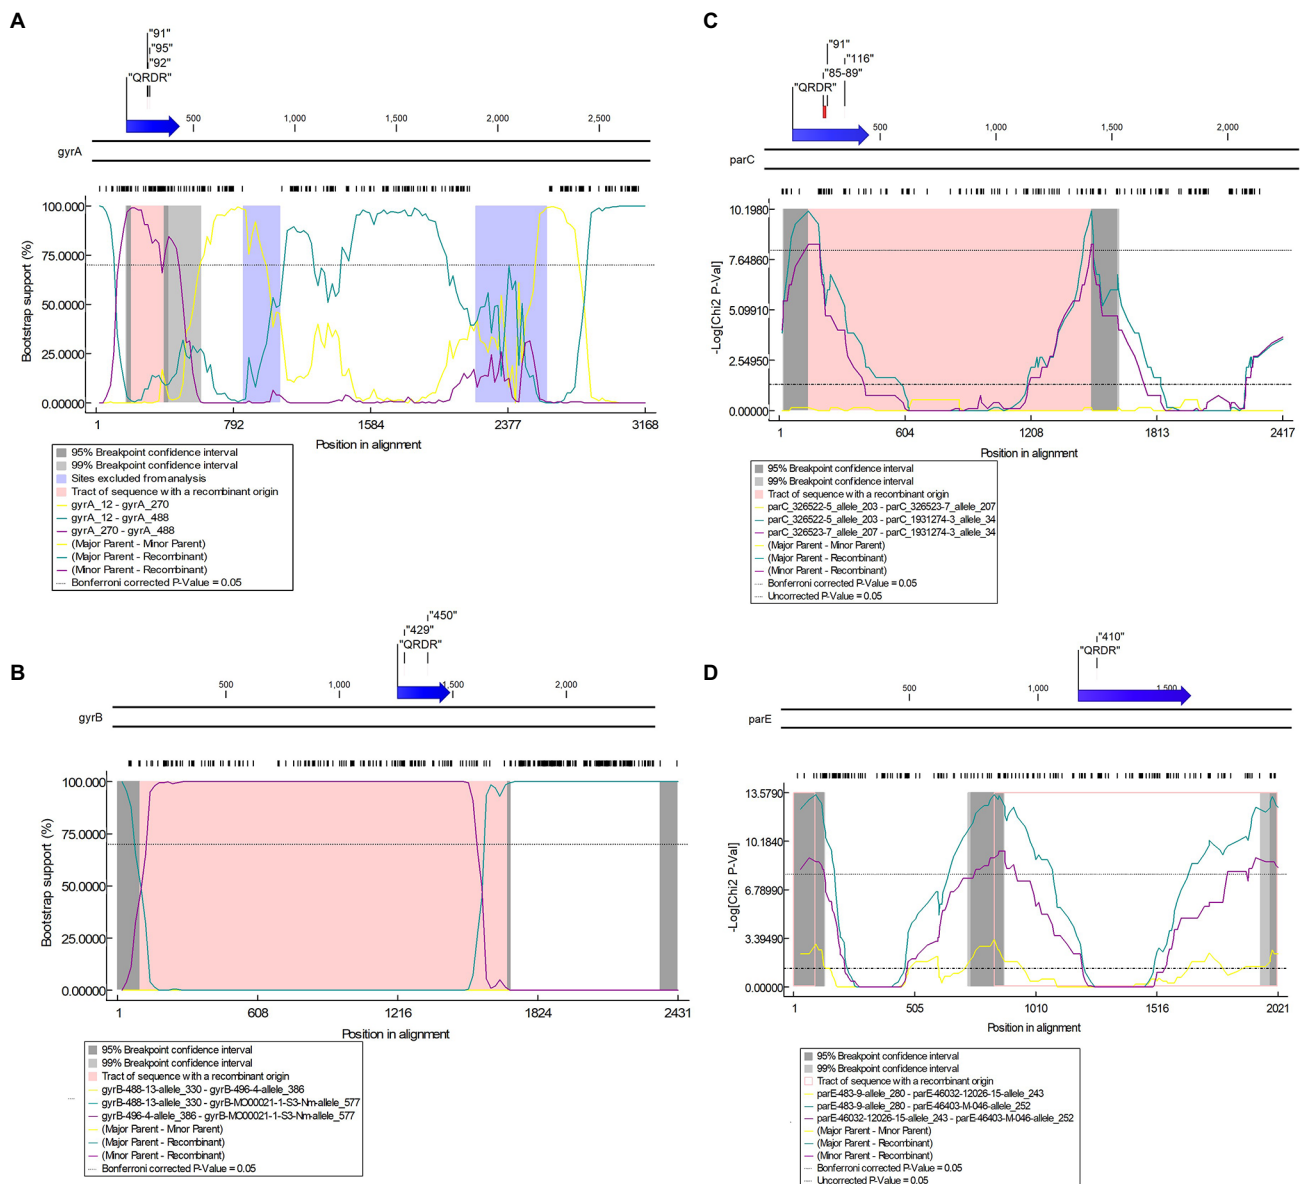 A
"91"
"95"
"92"
"QRDR"
500
1,000
1,500
2,000
2,500
gyrA
100.000
75.0000
50.0000
25.0000
0.00000
Bootstrap support (%)
1
792
1584
2377
3168
Position in alignment
95% Breakpoint confidence interval
99% Breakpoint confidence interval
Sites excluded from analysis
Tract of sequence with a recombinant origin
gyrA_12 - gyrA_270
gyrA_12 - gyrA_488
gyrA_270 - gyrA_488
(Major Parent - Minor Parent)
(Major Parent - Recombinant)
(Minor Parent - Recombinant)
Bonferroni corrected P-Value = 0.05
B
"450"
"429"
"QRDR"
500
1,000
1,500
2,000
gyrB
100.000
75.0000
50.0000
25.0000
0.00000
Bootstrap support (%)
1
608
1216
1824
2431
Position in alignment
95% Breakpoint confidence interval
99% Breakpoint confidence interval
Tract of sequence with a recombinant origin
gyrB-488-13-allele_330 - gyrB-496-4-allele_386
gyrB-488-13-allele_330 - gyrB-MO00021-1-S3-Nm-allele_577
gyrB-496-4-allele_386 - gyrB-MO00021-1-S3-Nm-allele_577
(Major Parent - Minor Parent)
(Major Parent - Recombinant)
(Minor Parent - Recombinant)
Bonferroni corrected P-Value = 0.05
C
"91"
"116"
"85-89"
"QRDR"
500
1,000
1,500
2,000
parC
10.1980
7.64860
5.09910
2.54950
0.00000
-Log[Chi2 P-Val]
1
604
1208
1813
2417
Position in alignment
95% Breakpoint confidence interval
99% Breakpoint confidence interval
Tract of sequence with a recombinant origin
parC_326522-5_allele_203 - parC_326523-7_allele_207
parC_326522-5_allele_203 - parC_1931274-3_allele_34
parC_326523-7_allele_207 - parC_1931274-3_allele_34
(Major Parent - Minor Parent)
(Major Parent - Recombinant)
(Minor Parent - Recombinant)
Bonferroni corrected P-Value = 0.05
Uncorrected P-Value = 0.05
D
"410"
"QRDR"
500
1,000
1,500
parE
13.5790
10.1840
6.78990
3.39490
0.00000
-Log[Chi2 P-Val]
1
505
1010
1516
2021
Position in alignment
95% Breakpoint confidence interval
99% Breakpoint confidence interval
Tract of sequence with a recombinant origin
parE-483-9-allele_280 - parE-46032-12026-15-allele_243
parE-483-9-allele_280 - parE-46403-M-046-allele_252
parE-46032-12026-15-allele_243 - parE-46403-M-046-allele_252
(Major Parent - Minor Parent)
(Major Parent - Recombinant)
(Minor Parent - Recombinant)
Bonferroni corrected P-Value = 0.05
Uncorrected P-Value = 0.05